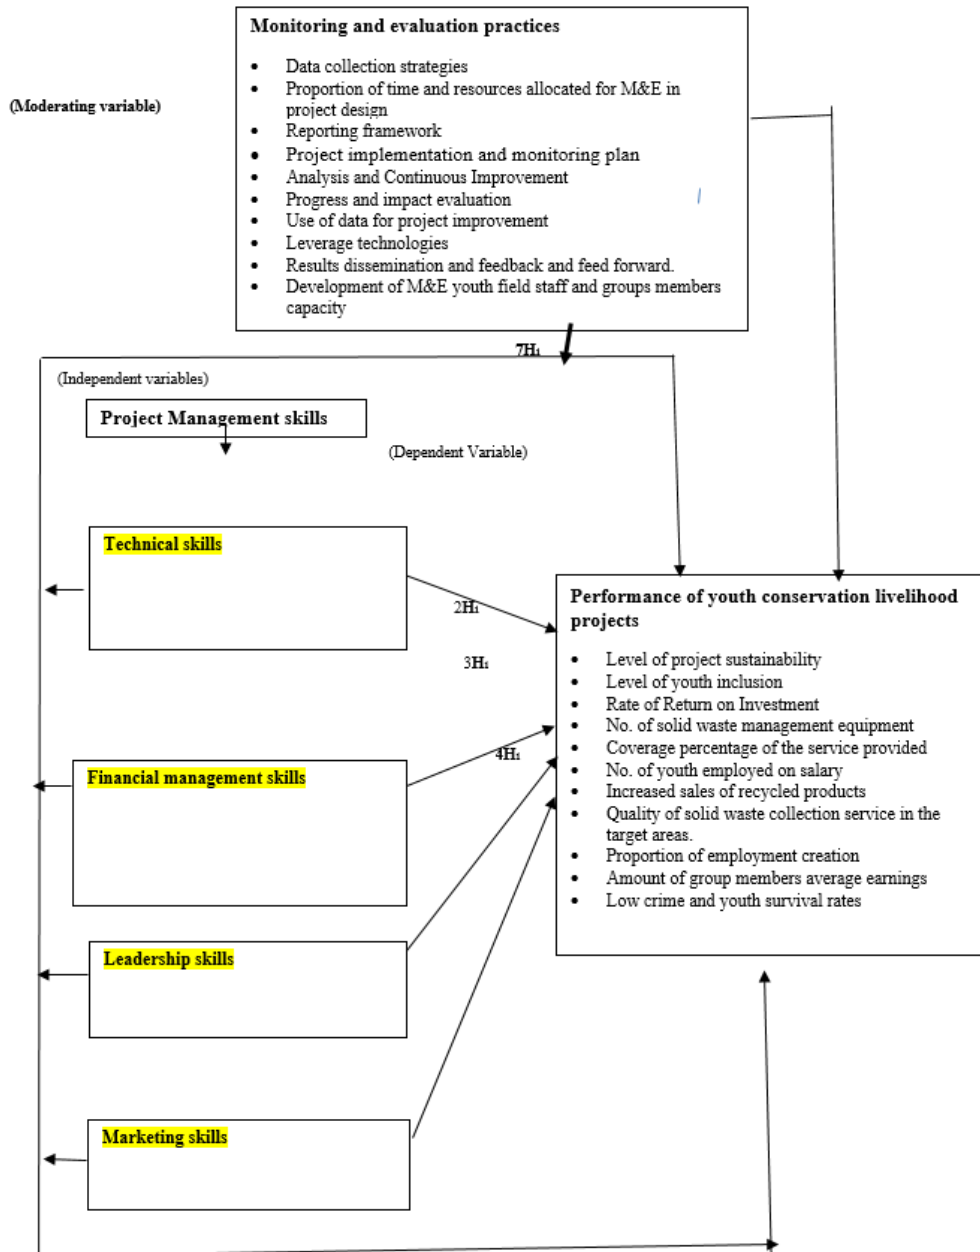 Monitoring and evaluation practices
• Data collection strategies
• Proportion of time and resources allocated for M&E in
project design
• Reporting framework
• Project implementation and monitoring plan
• Analysis and Continuous Improvement
• Progress and impact evaluation
• Use of data for project improvement
• Leverage technologies
• Results dissemination and feedback and feed forward.
• Development of M&E youth field staff and groups members
capacity
(Moderating variable)
7H₁
(Independent variables)
Project Management skills
(Dependent Variable)
Technical skills
2H₁
3H₁
4H₁
Financial management skills
Leadership skills
Marketing skills
Performance of youth conservation livelihood
projects
• Level of project sustainability
• Level of youth inclusion
• Rate of Return on Investment
• No. of solid waste management equipment
• Coverage percentage of the service provided
• No. of youth employed on salary
• Increased sales of recycled products
• Quality of solid waste collection service in the
target areas.
• Proportion of employment creation
• Amount of group members average earnings
• Low crime and youth survival rates